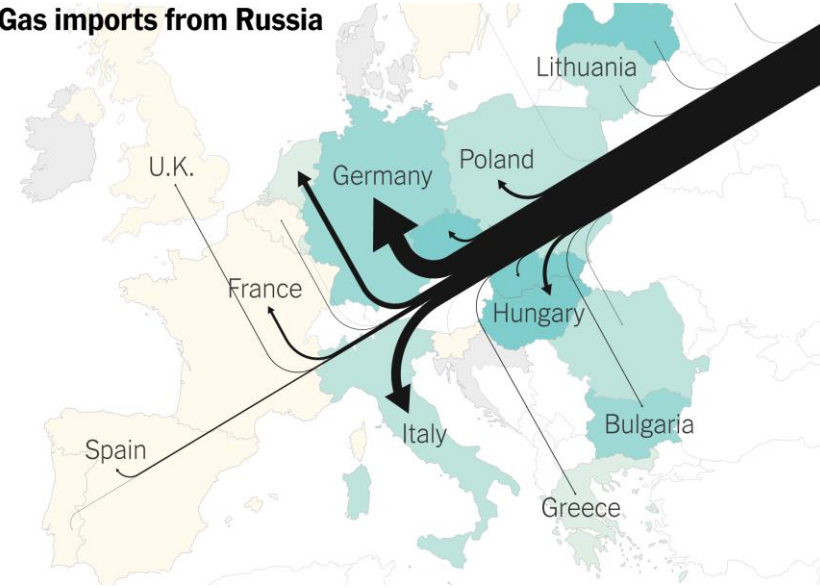 Gas imports from Russia
Lithuania
U.K.
Germany
Poland
France
Hungary
Spain
Italy
Bulgaria
Greece